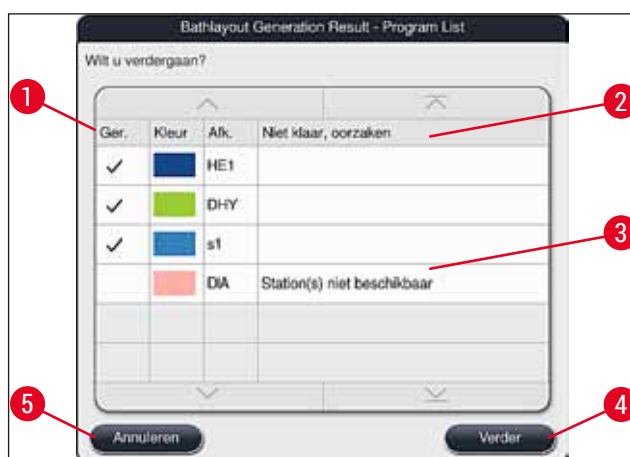 Bathlayout Generation Result - Program List
Wilt u verdergaan?
1
2
Ger. Kleur Afk. Niet klaar, oorzaken
HE1
DHY
s1
3
DIA Station(s) niet beschikbaar
5
4
Annuleren Verder